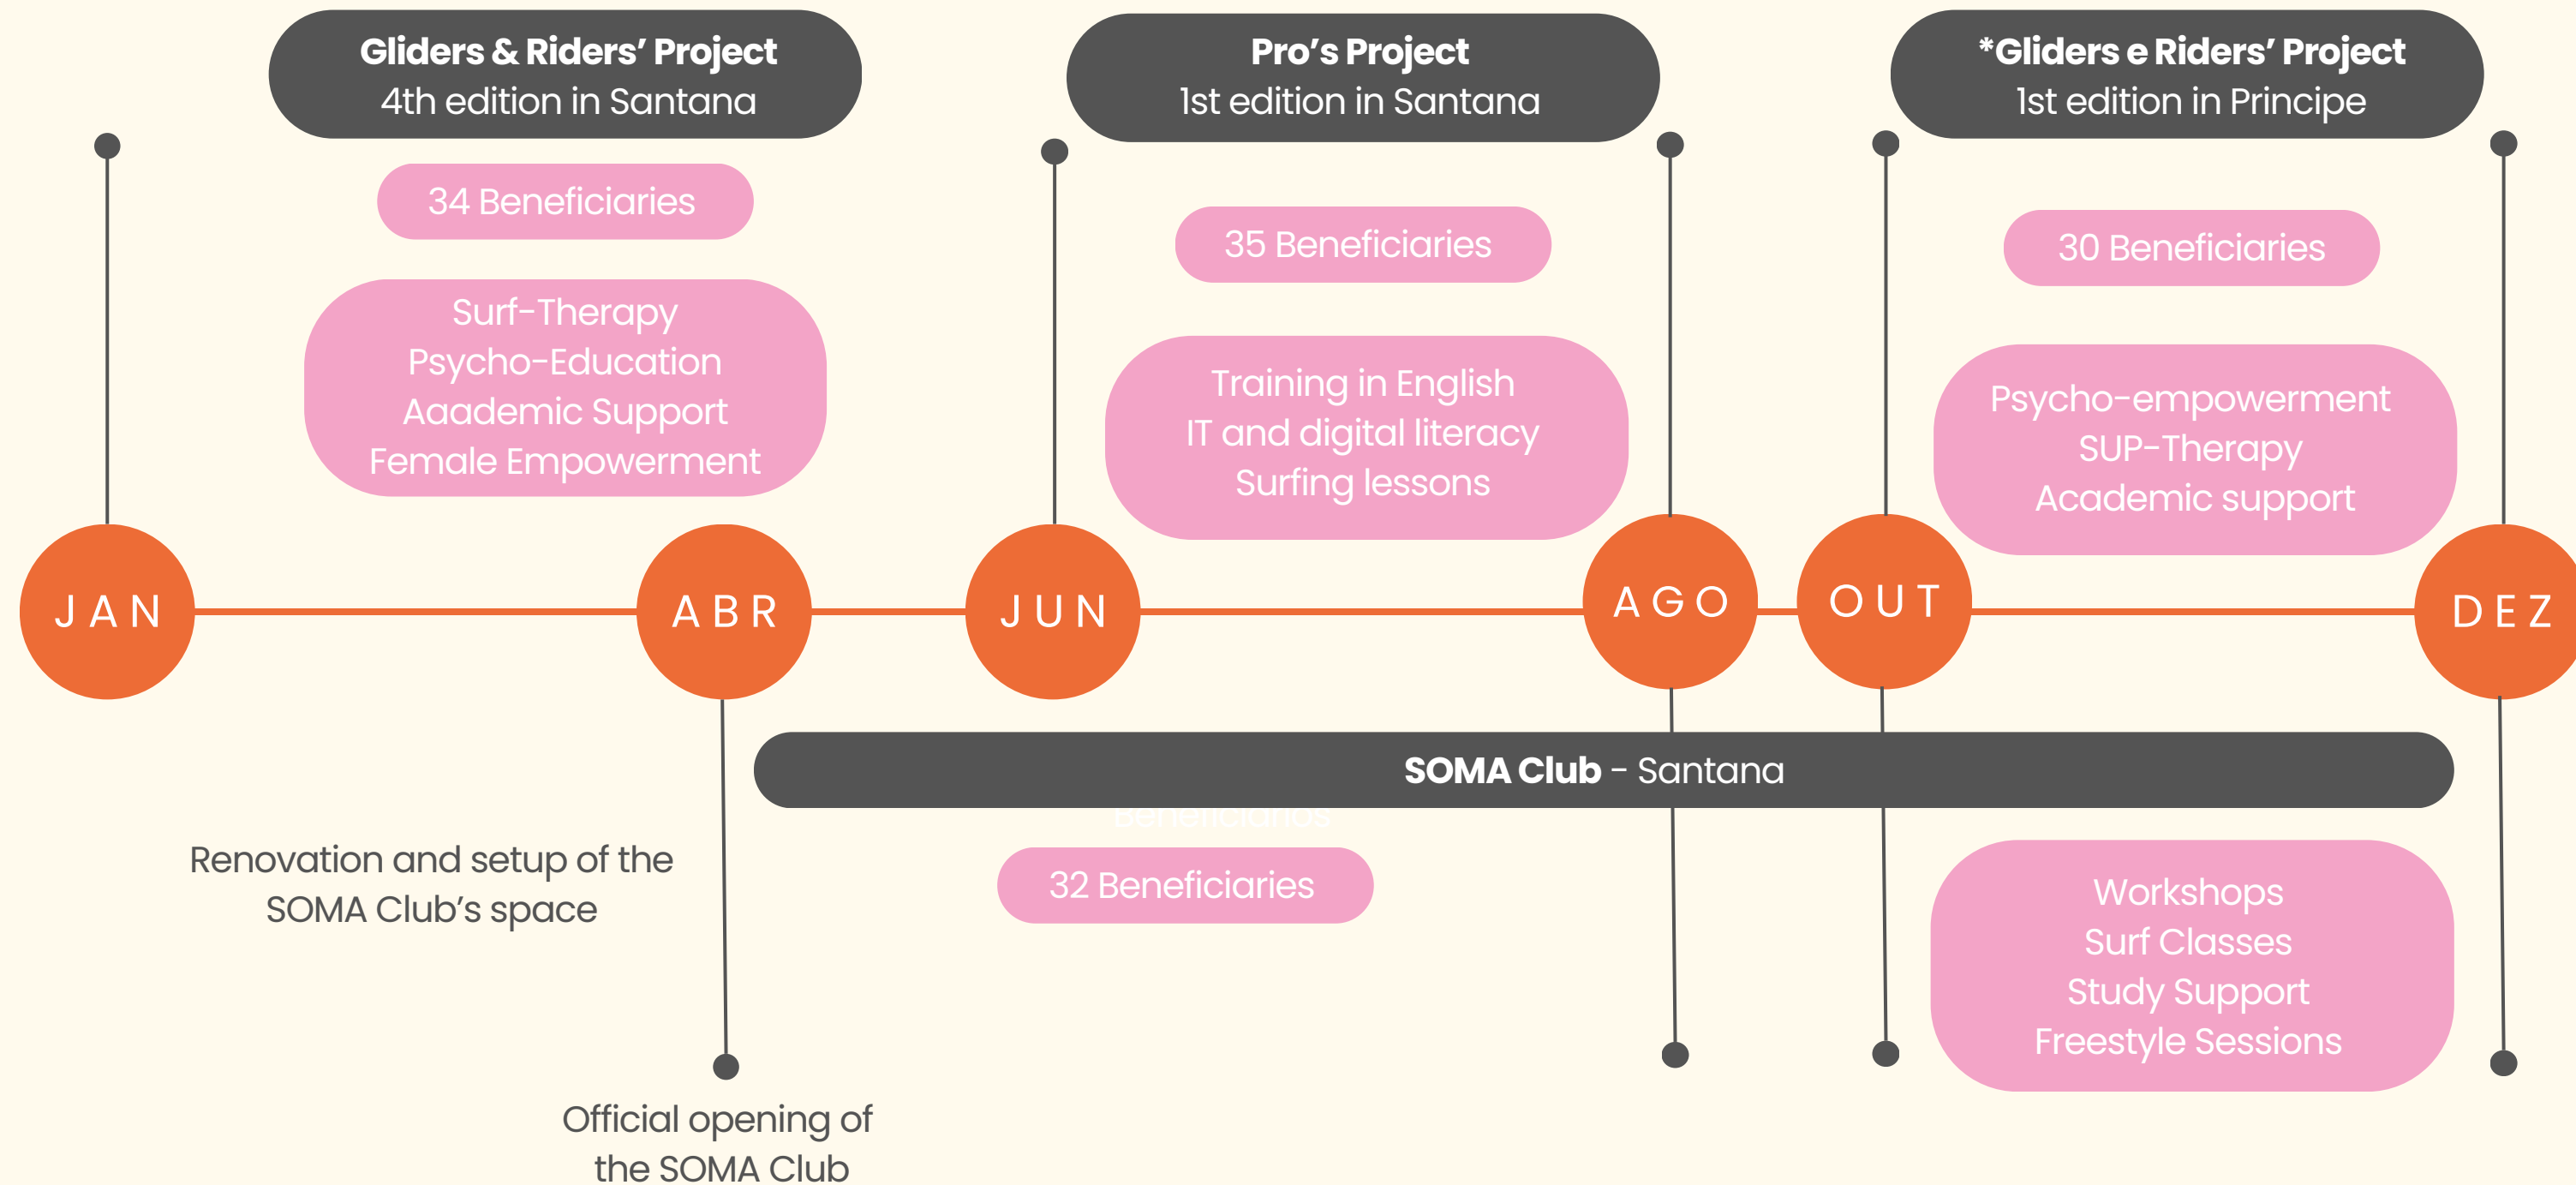 Gliders & Riders’ Project
4th edition in Santana
34 Beneficiaries
Surf-Therapy
Psycho-Education
Aaademic Support
Female Empowerment
Pro’s Project
1st edition in Santana
35 Beneficiaries
Training in English
IT and digital literacy
Surfing lessons
*Gliders e Riders’ Project
1st edition in Principe
30 Beneficiaries
Psycho-empowerment
SUP-Therapy
Academic support
JAN
ABR
JUN
AGO
OUT
DEZ
SOMA Club - Santana
Beneficiarios
32 Beneficiaries
Renovation and setup of the
SOMA Club’s space
Official opening of
the SOMA Club
Workshops
Surf Classes
Study Support
Freestyle Sessions